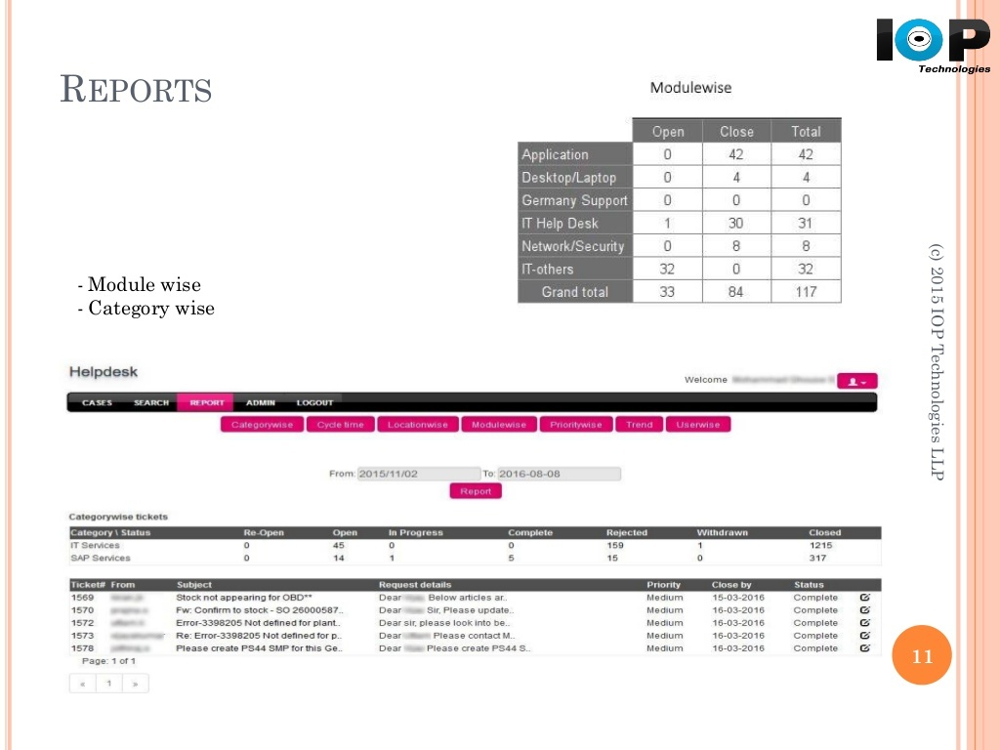 IOP
Technologies
REPORTS
Modulewise
Open Close Total
Application 0 42 42
Desktop/Laptop 0 4 4
Germany Support 0 0 0
IT Help Desk 1 30 31
Network/Security 0 8 8
IT-others 32 0 32
Grand total 33 84 117
- Module wise
- Category wise
(c) 2015 IOP Technologies LLP
Helpdesk
Welcome
CASES SEARCH REPORT ADMIN LOGOUT
Categorywise Cycle time Locationwise Modulewise Prioritywise Trend Userwise
From: 2015/11/02 To: 2016-08-08
Report
Categorywise tickets
Category \ Status Re-Open Open In Progress Complete Rejected Withdrawn Closed
IT Services 0 45 0 0 159 1 1215
SAP Services 0 14 1 5 15 0 317
Ticket# From Subject Request details Priority Close by Status
1569 Stock not appearing for OBD** Dear Below articles ar.. Medium 15-03-2016 Complete
1570 Fw: Confirm to stock - SO 26000587.. Dear Sir, Please update.. Medium 16-03-2016 Complete
1572 Error-3398205 Not defined for plant.. Dear sir, please look into be.. Medium 16-03-2016 Complete
1573 Re: Error-3398205 Not defined for p.. Dear Please contact M.. Medium 16-03-2016 Complete
1578 Please create PS44 SMP for this Ge.. Dear Please create PS44 S.. Medium 16-03-2016 Complete
Page: 1 of 1
« 1 »
11